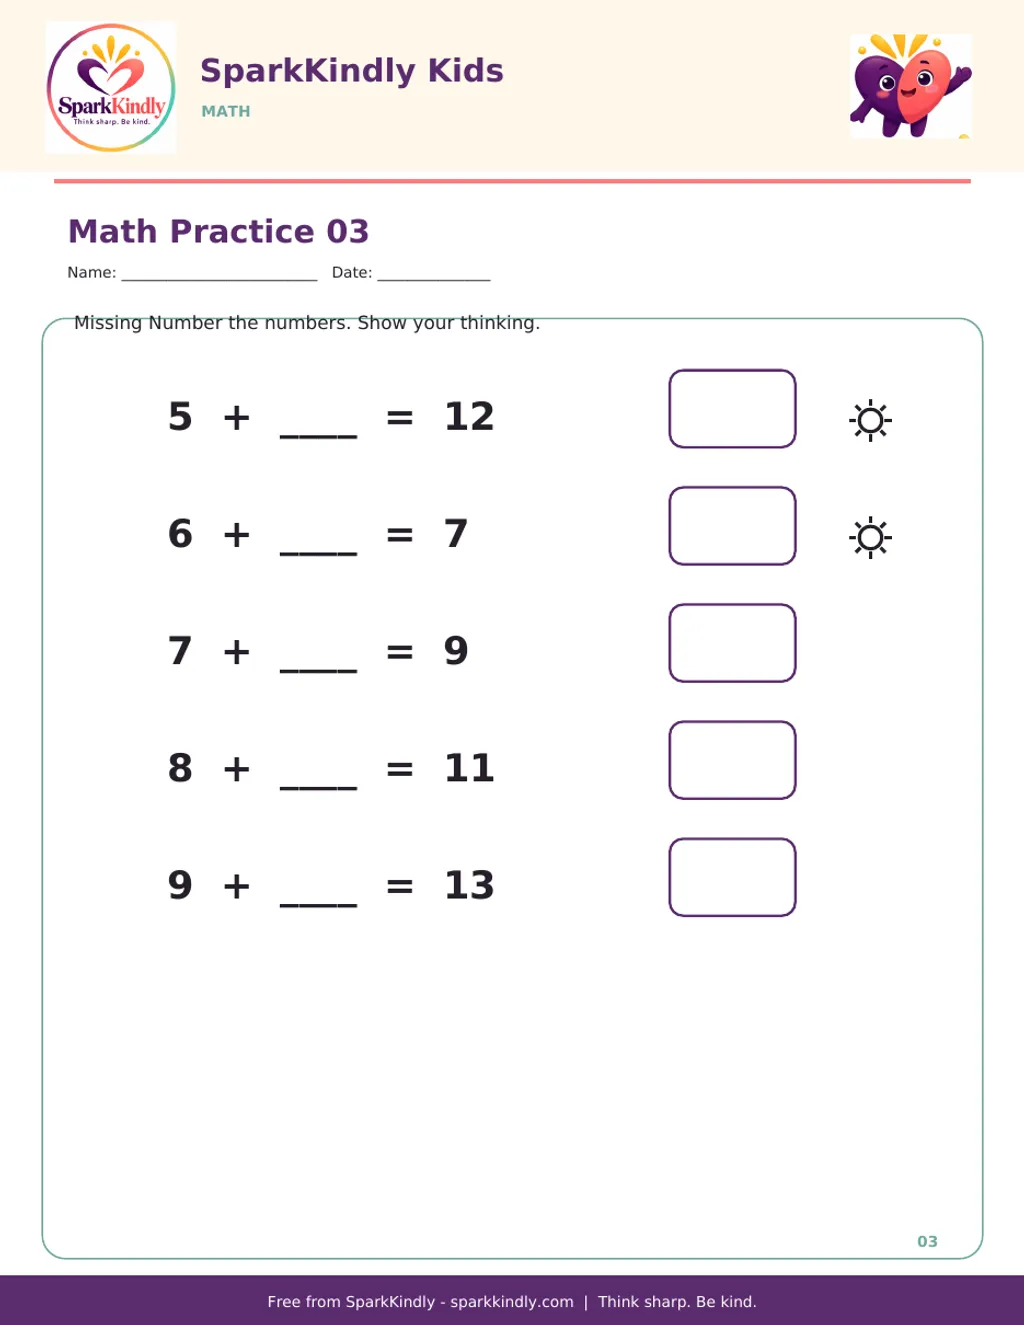 SparkKindly
Think sharp. Be kind.
SparkKindly Kids
MATH
Math Practice 03
Name: __________________________ Date: _______________
Missing Number the numbers. Show your thinking.
5 + ____ = 12
6 + ____ = 7
7 + ____ = 9
8 + ____ = 11
9 + ____ = 13
03
Free from SparkKindly - sparkkindly.com | Think sharp. Be kind.